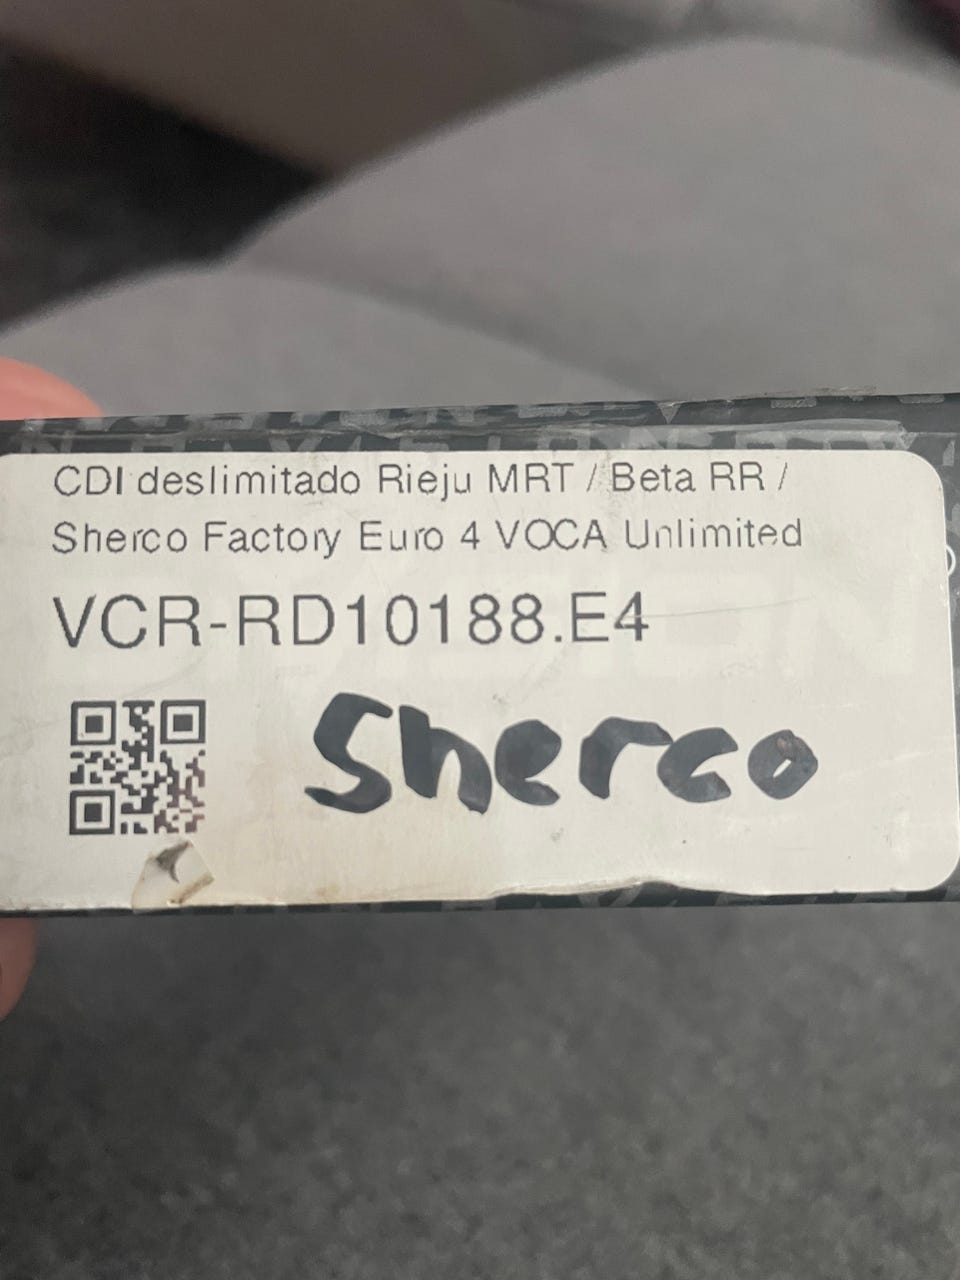 CDI deslimitado Rieju MRT / Beta RR /
Sherco Factory Euro 4 VOCA Unlimited
VCR-RD10188.E4
Sherco